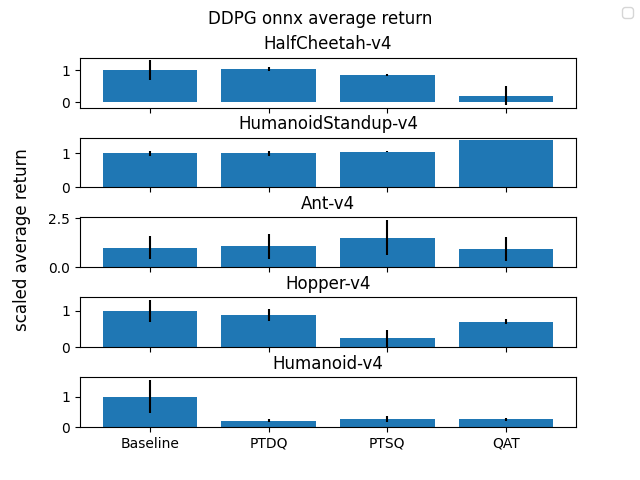 DDPG onnx average return
HalfCheetah-v4
1
0
HumanoidStandup-v4
1
0
Ant-v4
2.5
0.0
Hopper-v4
1
0
Humanoid-v4
1
0
Baseline PTDQ PTSQ QAT
scaled average return